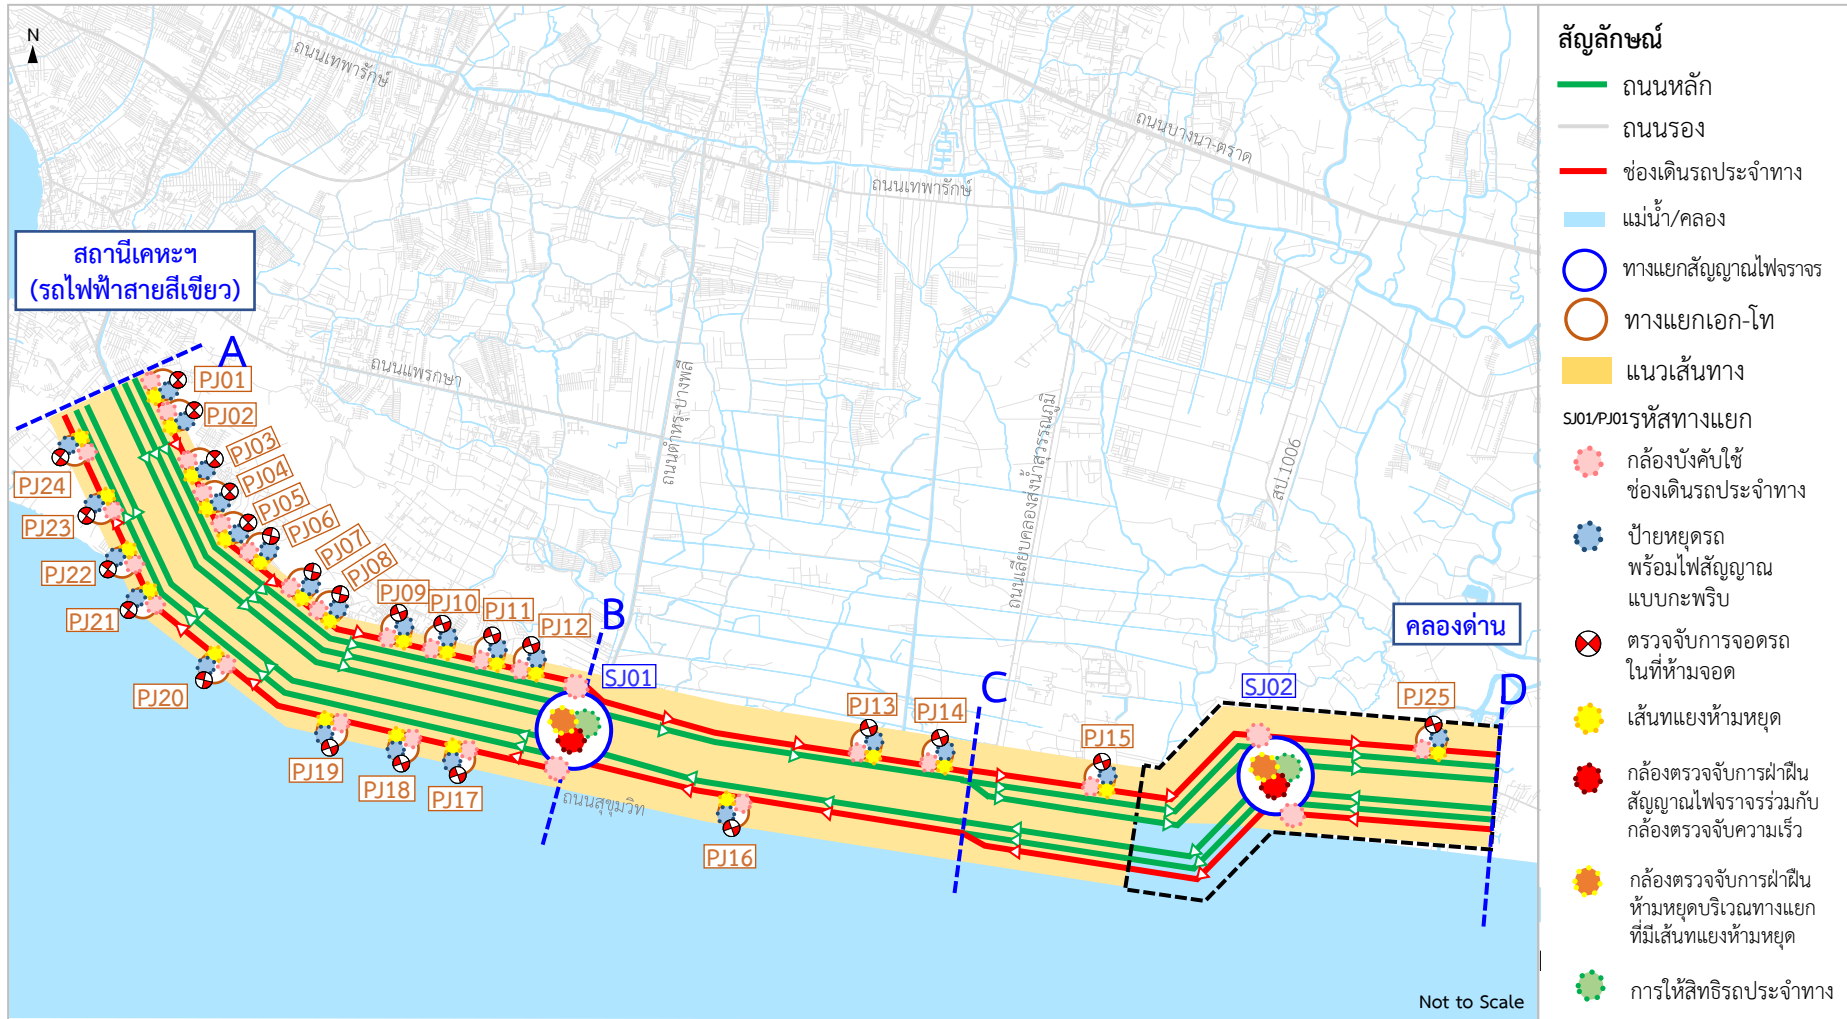 N
ถนนเทพารักษ์
ถนนบางนา-ตราด
ถนนเทพารักษ์
สถานีเคหะฯ
(รถไฟฟ้าสายสีเขียว)
A
ถนนแพรกษา
ถนนตำหรุ-บางพลี
ถนนเลียบคลองส่งน้ำสุวรรณภูมิ
สป.1006
PJ01
PJ02
PJ03
PJ04
PJ05
PJ06
PJ07
PJ08
PJ09
PJ10
PJ11
PJ12
B
SJ01
PJ13
PJ14
C
PJ15
SJ02
คลองด่าน
PJ25
D
PJ24
PJ23
PJ22
PJ21
PJ20
PJ19
PJ18
PJ17
ถนนสุขุมวิท
PJ16
Not to Scale
สัญลักษณ์
ถนนหลัก
ถนนรอง
ช่องเดินรถประจำทาง
แม่น้ำ/คลอง
ทางแยกสัญญาณไฟจราจร
ทางแยกเอก-โท
แนวเส้นทาง
SJ01/PJ01 รหัสทางแยก
กล้องบังคับใช้
ช่องเดินรถประจำทาง
ป้ายหยุดรถ
พร้อมไฟสัญญาณ
แบบกะพริบ
ตรวจจับการจอดรถ
ในที่ห้ามจอด
เส้นทแยงห้ามหยุด
กล้องตรวจจับการฝ่าฝืน
สัญญาณไฟจราจรร่วมกับ
กล้องตรวจจับความเร็ว
กล้องตรวจจับการฝ่าฝืน
ห้ามหยุดบริเวณทางแยก
ที่มีเส้นทแยงห้ามหยุด
การให้สิทธิรถประจำทาง